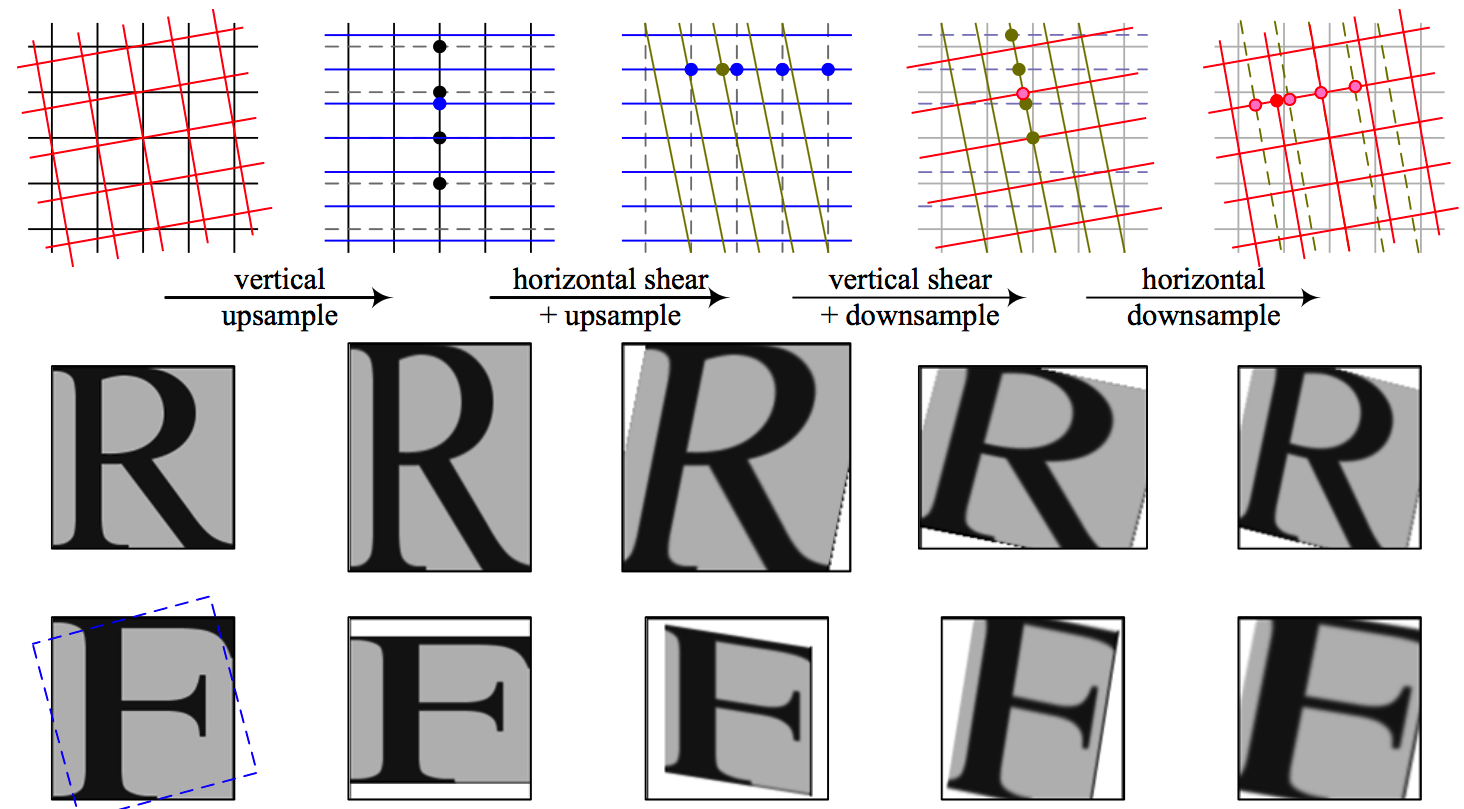 vertical
upsample
horizontal shear
+ upsample
vertical shear
+ downsample
horizontal
downsample
R R R R R
F F F F F